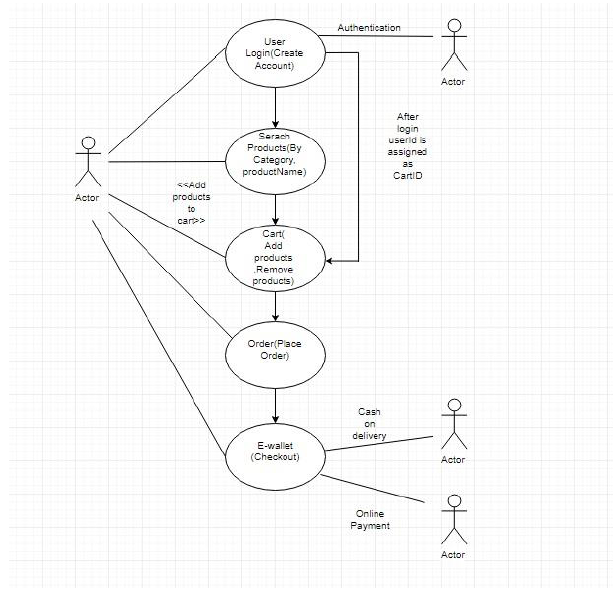 Authentication
User
Login(Create
Account)
Actor
After
login
userId is
assigned
as
CartID
Serach
Products(By
Category,
productName)
Actor
<<Add
products
to
cart>>
Cart(
Add
products
,Remove
products)
Order(Place
Order)
Cash
on
delivery
E-wallet
(Checkout)
Actor
Online
Payment
Actor